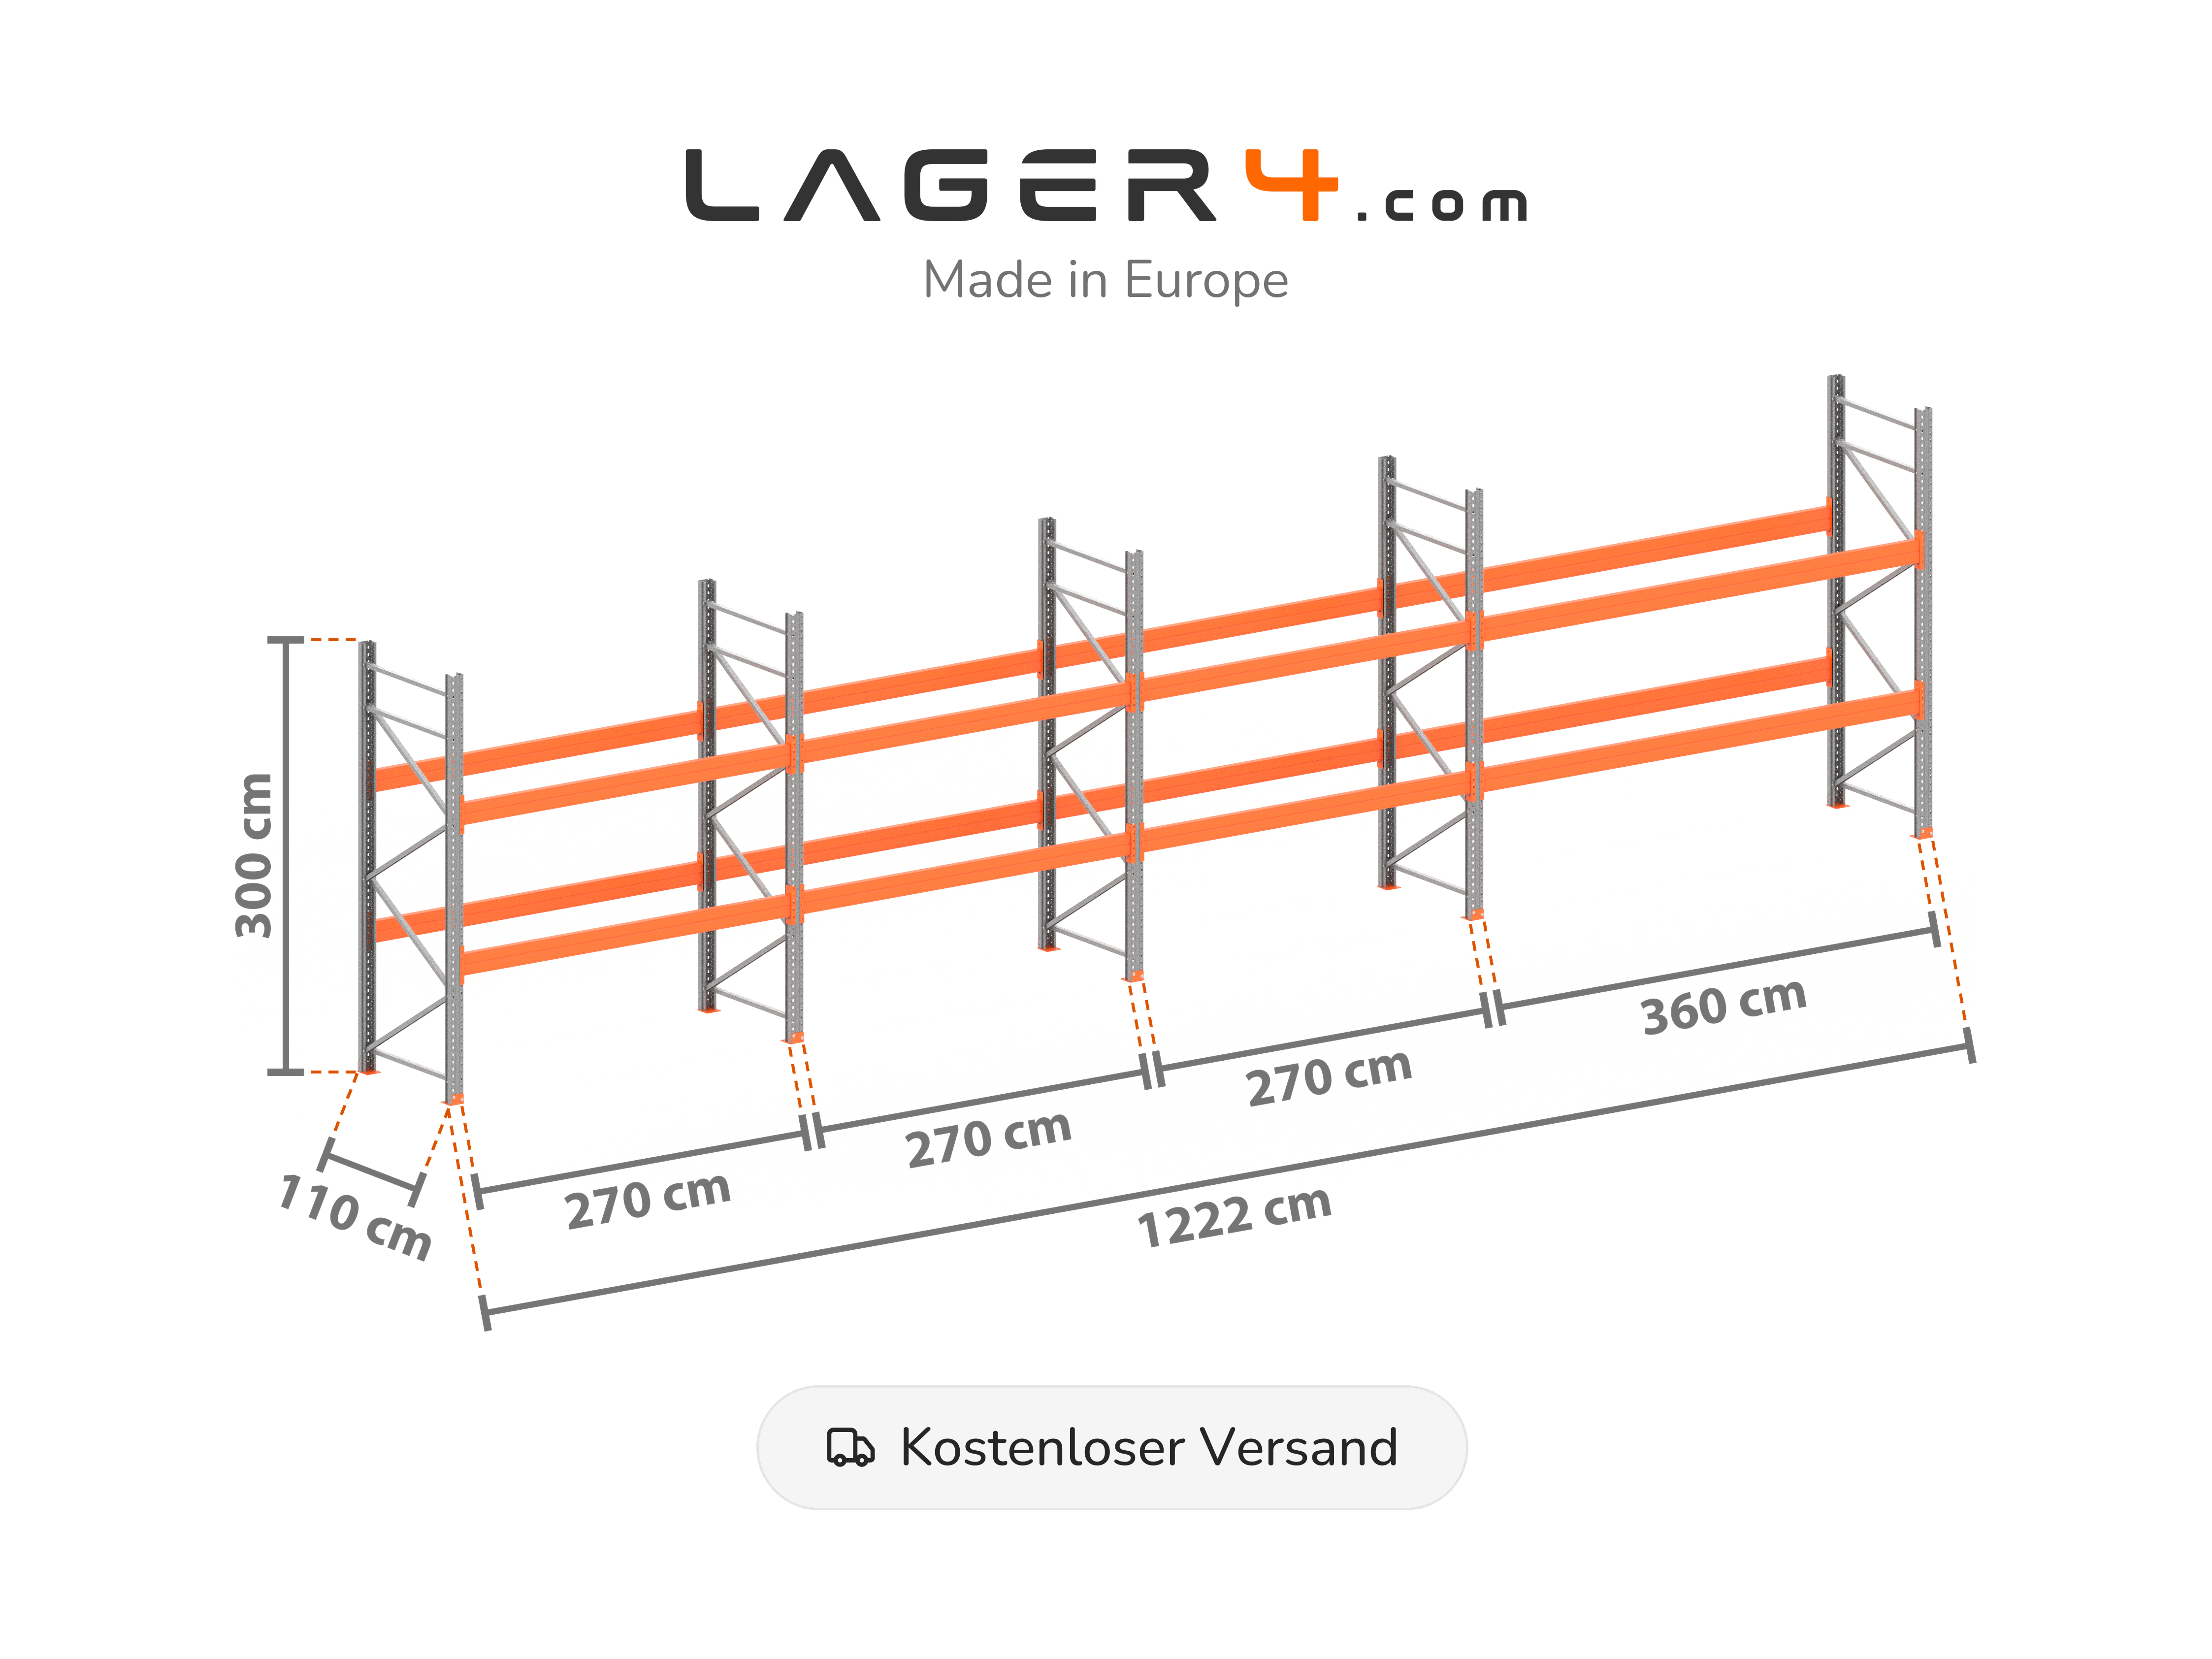 LAGER4.com
Made in Europe
300 cm
110 cm
270 cm
270 cm
270 cm
360 cm
1222 cm
Kostenloser Versand